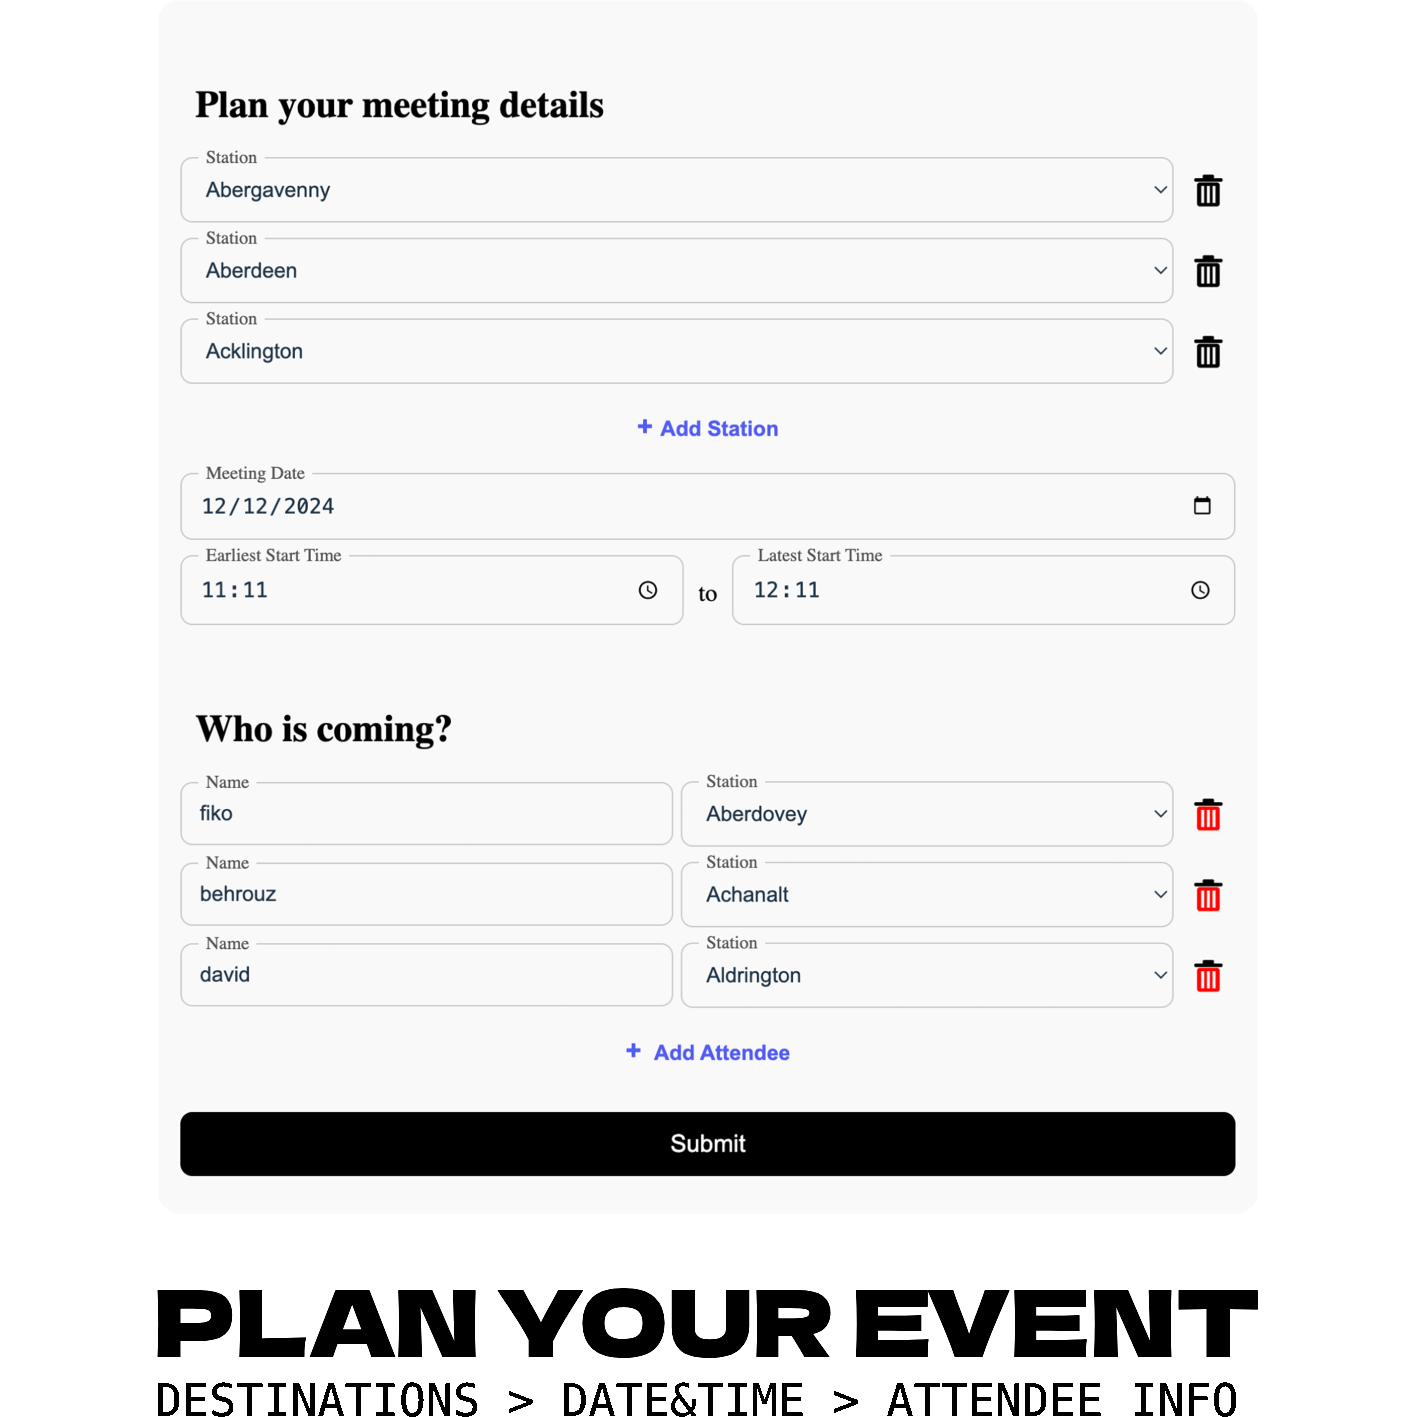 Plan your meeting details
Station
Abergavenny
Station
Aberdeen
Station
Acklington
+ Add Station
Meeting Date
12/12/2024
Earliest Start Time
11:11
to
Latest Start Time
12:11
Who is coming?
Name
fiko
Station
Aberdovey
Name
behrouz
Station
Achanalt
Name
david
Station
Aldrington
+ Add Attendee
Submit
PLAN YOUR EVENT
DESTINATIONS > DATE&TIME > ATTENDEE INFO